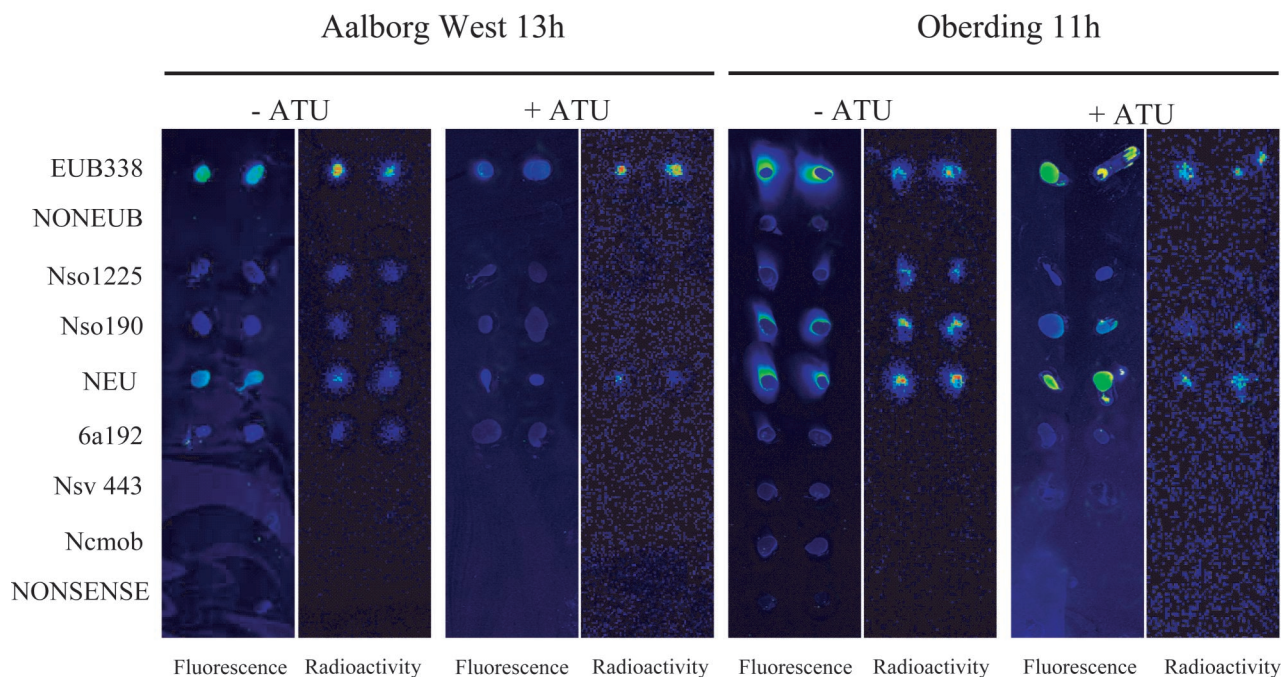 Aalborg West 13h
Oberding 11h
- ATU
+ ATU
- ATU
+ ATU
EUB338
NONEUB
Nso1225
Nso190
NEU
6a192
Nsv 443
Ncmob
NONSENSE
Fluorescence Radioactivity Fluorescence Radioactivity Fluorescence Radioactivity Fluorescence Radioactivity